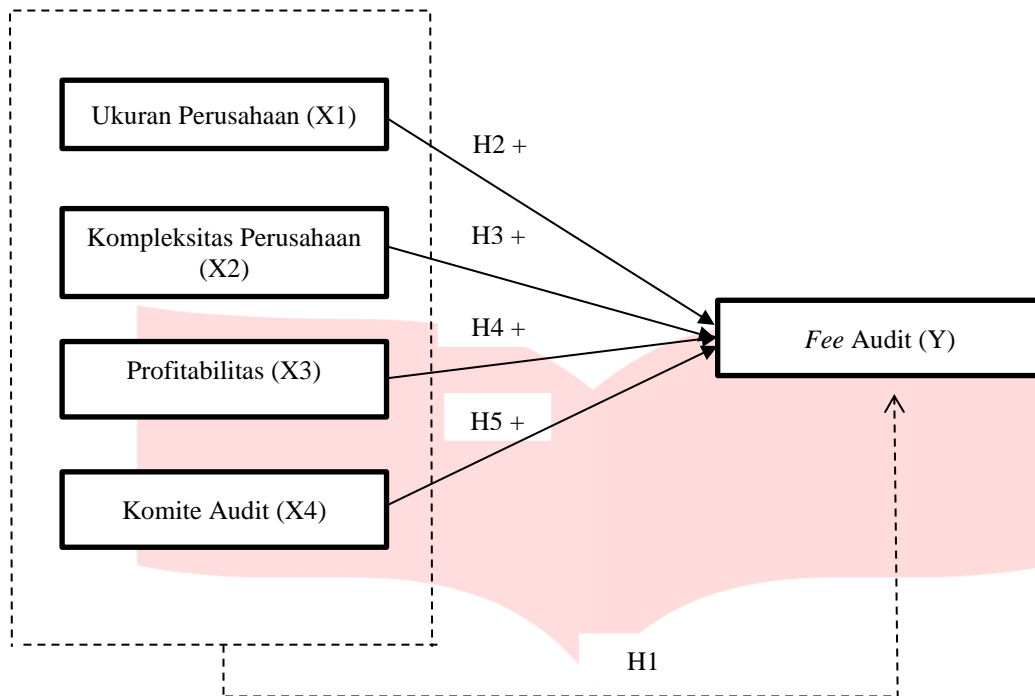 Ukuran Perusahaan (X1)
H2 +
Kompleksitas Perusahaan
(X2)
H3 +
Profitabilitas (X3)
H4 +
Fee Audit (Y)
H5 +
Komite Audit (X4)
H1